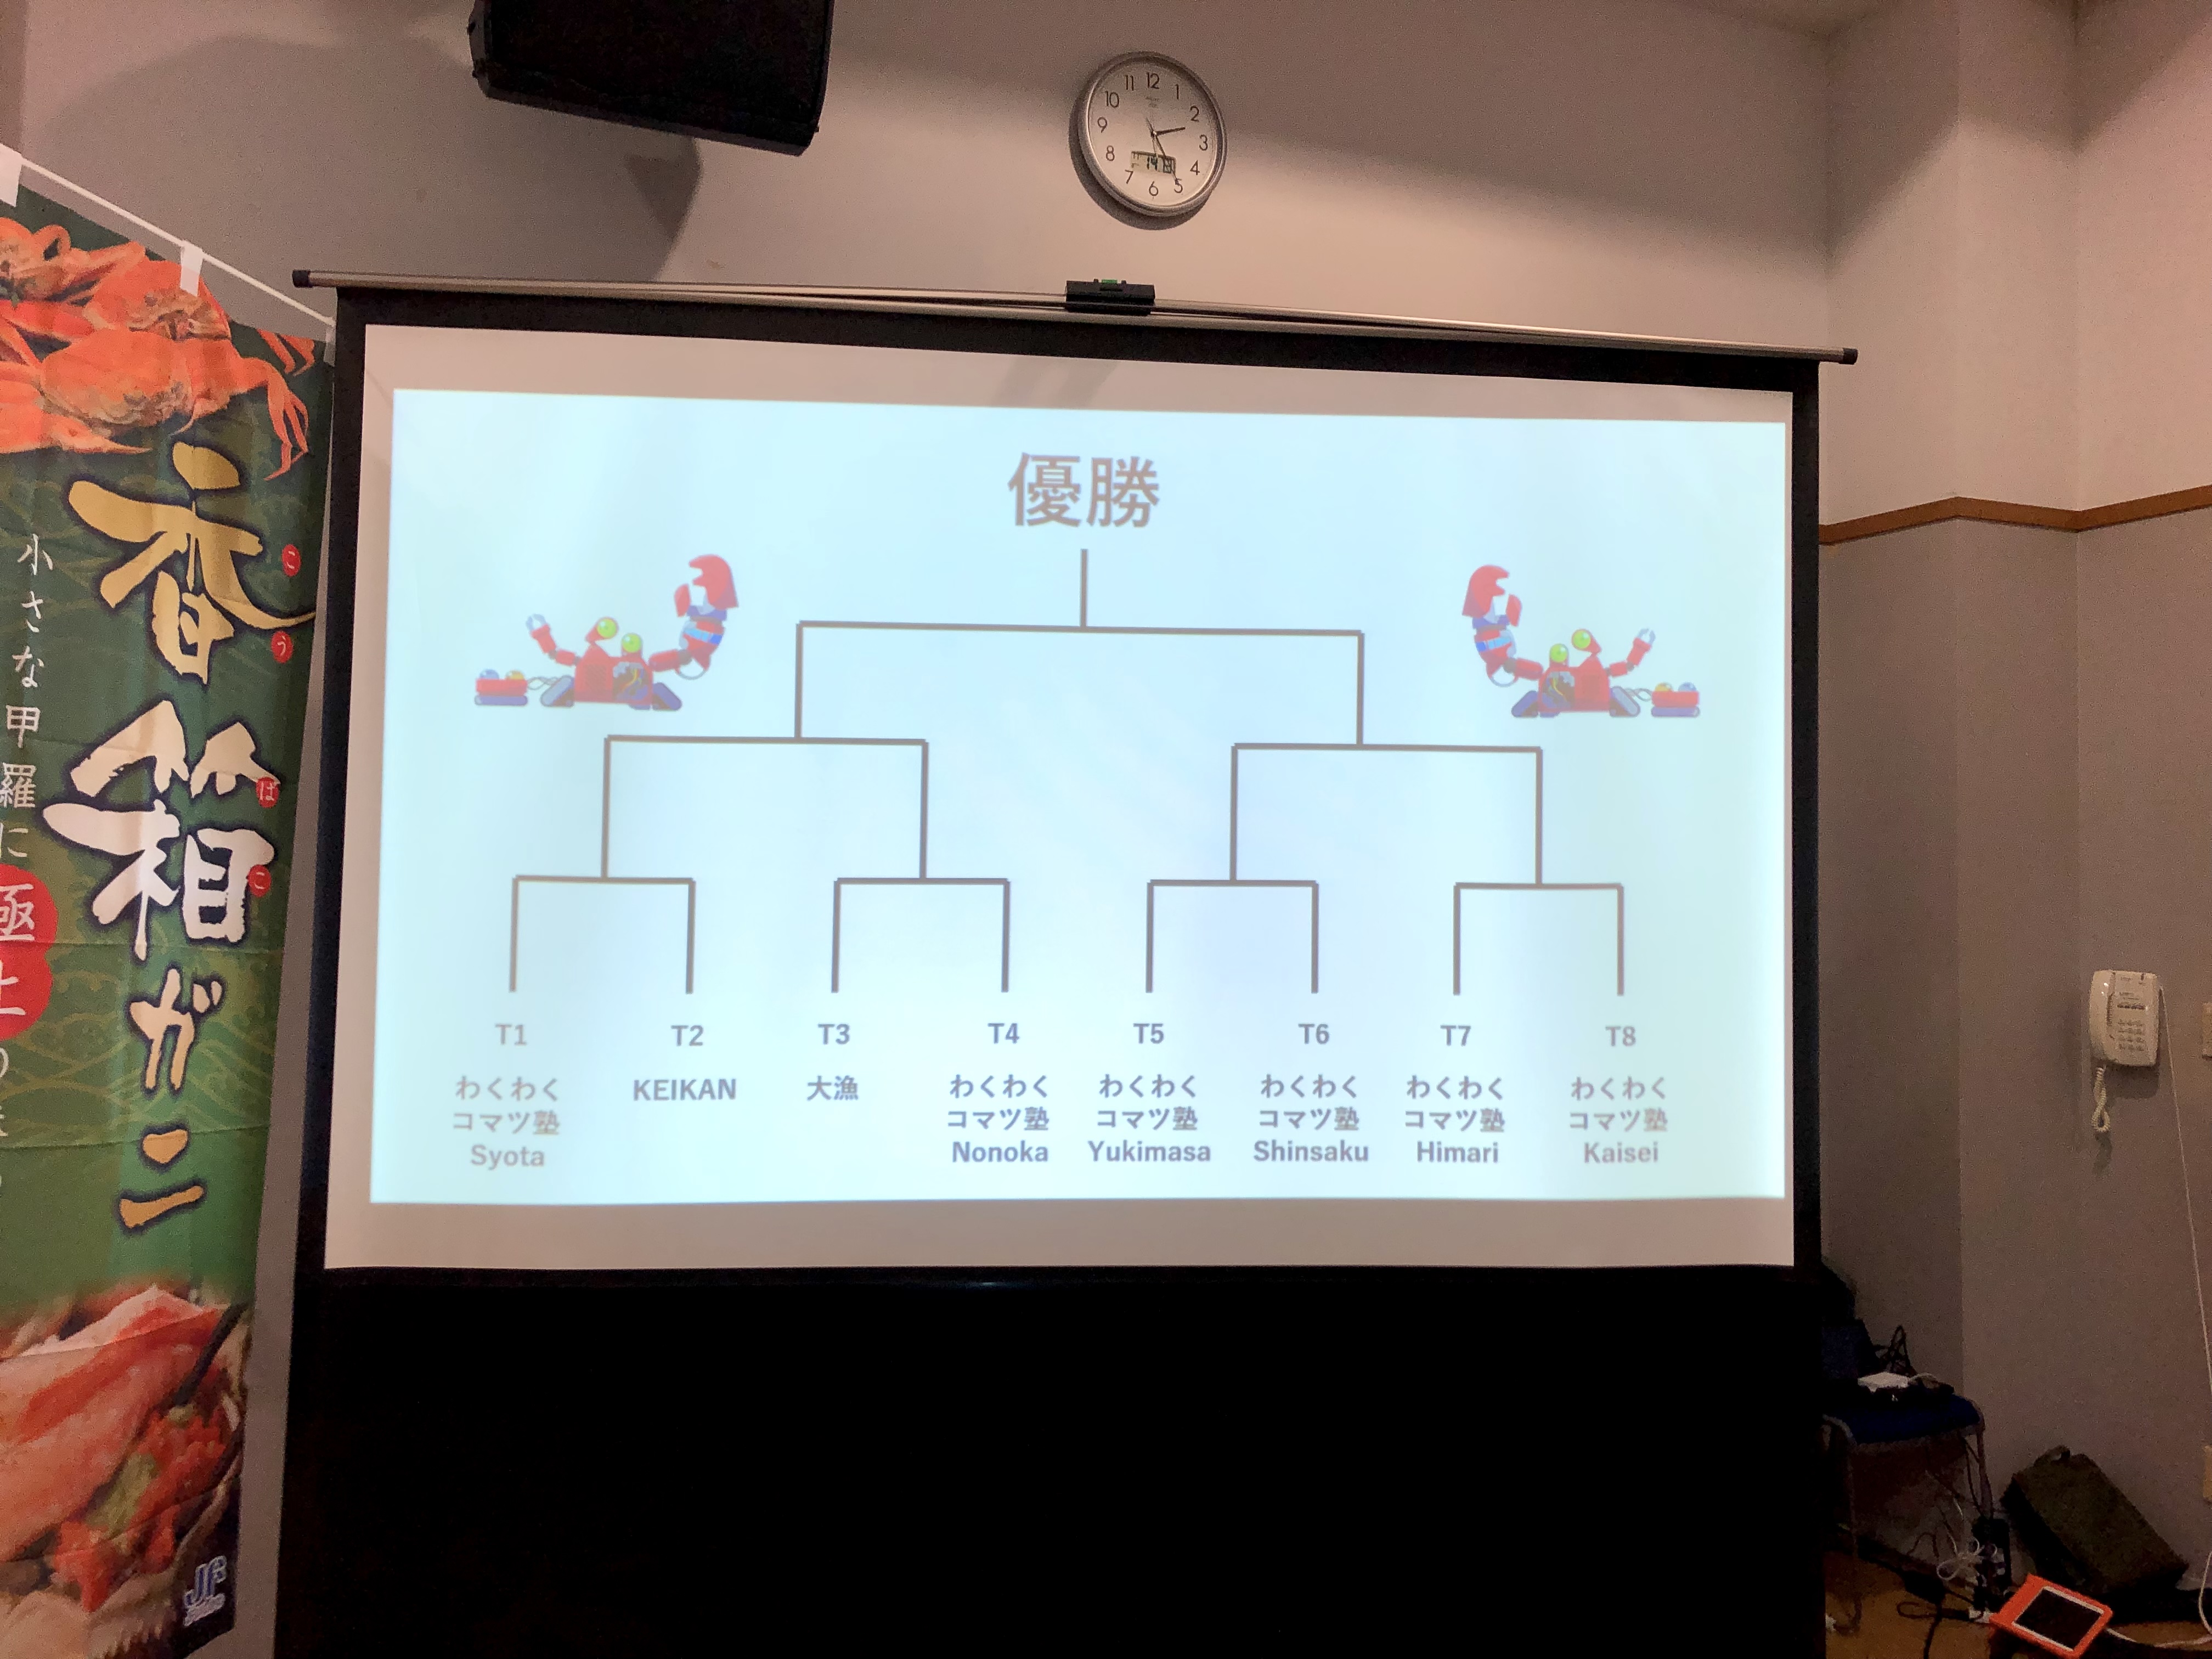 優勝
T1 T2 T3 T4 T5 T6 T7 T8
わくわく KEIKAN 大漁 わくわく わくわく わくわく わくわく わくわく
コマツ塾 コマツ塾 コマツ塾 コマツ塾 コマツ塾 コマツ塾
Syota Nonoka Yukimasa Shinsaku Himari Kaisei
香箱ガニ
こうばこ
小さな甲羅に極上の
JF
11 12 1
10 2
9 3
8 4
7 6 5